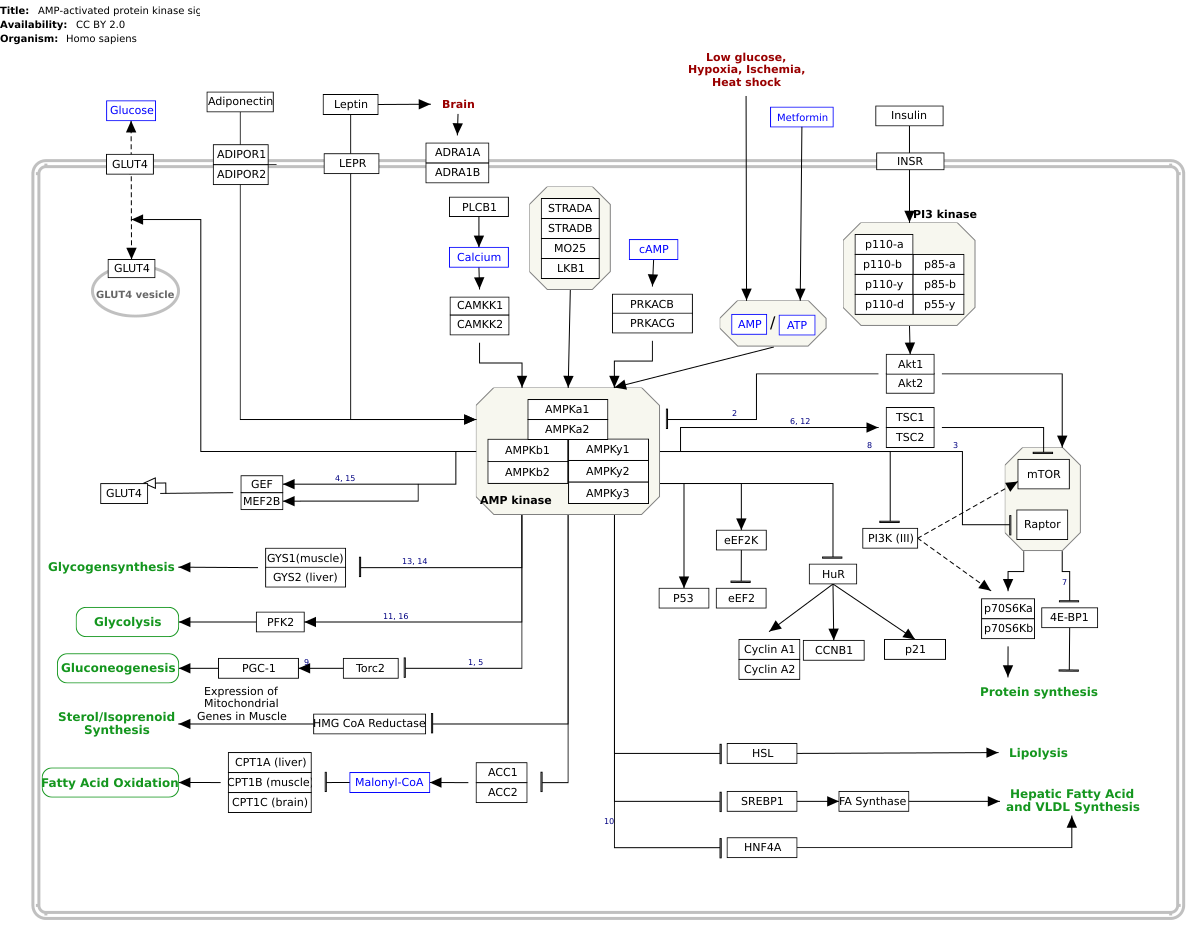 Title: AMP-activated protein kinase sig
Availability: CC BY 2.0
Organism: Homo sapiens
Low glucose,
Hypoxia, Ischemia,
Heat shock
Glucose
Adiponectin
Leptin
Brain
Metformin
Insulin
GLUT4
ADIPOR1
ADIPOR2
LEPR
ADRA1A
ADRA1B
INSR
PLCB1
STRADA
STRADB
MO25
LKB1
PI3 kinase
Calcium
cAMP
p110-a
p110-b
p85-a
p110-y
p85-b
p110-d
p55-y
GLUT4
GLUT4 vesicle
CAMKK1
CAMKK2
PRKACB
PRKACG
AMP
/
ATP
Akt1
Akt2
AMPKa1
AMPKa2
AMPKb1
AMPKb2
AMPKy1
AMPKy2
AMPKy3
AMP kinase
2
6, 12
TSC1
TSC2
8
3
mTOR
Raptor
GLUT4
GEF
MEF2B
4, 15
eEF2K
PI3K (III)
P53
eEF2
HuR
7
p70S6Ka
p70S6Kb
4E-BP1
Glycogensynthesis
GYS1(muscle)
GYS2 (liver)
13, 14
Glycolysis
PFK2
11, 16
Cyclin A1
Cyclin A2
CCNB1
p21
Gluconeogenesis
PGC-1
9
Torc2
1, 5
Protein synthesis
Expression of
Mitochondrial
Genes in Muscle
Sterol/Isoprenoid
Synthesis
HMG CoA Reductase
HSL
Lipolysis
Fatty Acid Oxidation
CPT1A (liver)
CPT1B (muscle)
CPT1C (brain)
Malonyl-CoA
ACC1
ACC2
SREBP1
FA Synthase
Hepatic Fatty Acid
and VLDL Synthesis
10
HNF4A